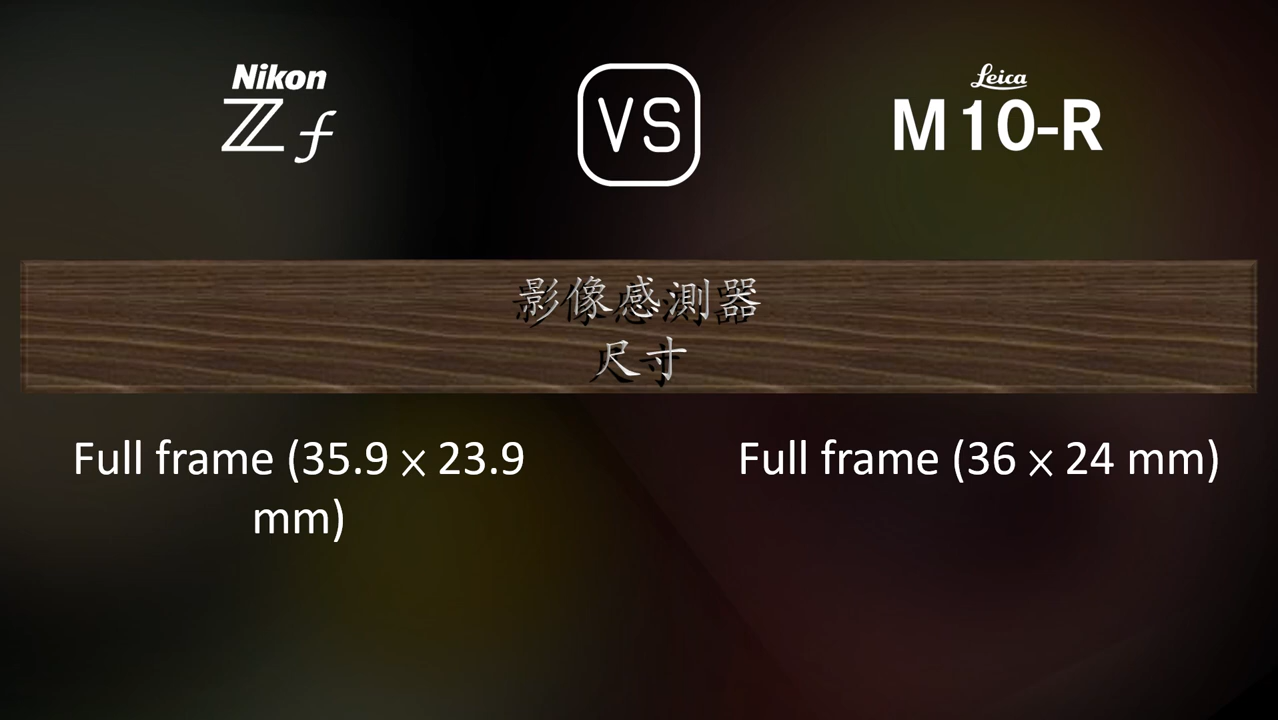 Nikon
Z f
VS
Leica
M10-R
影像感測器
尺寸
Full frame (35.9 x 23.9
mm)
Full frame (36 x 24 mm)